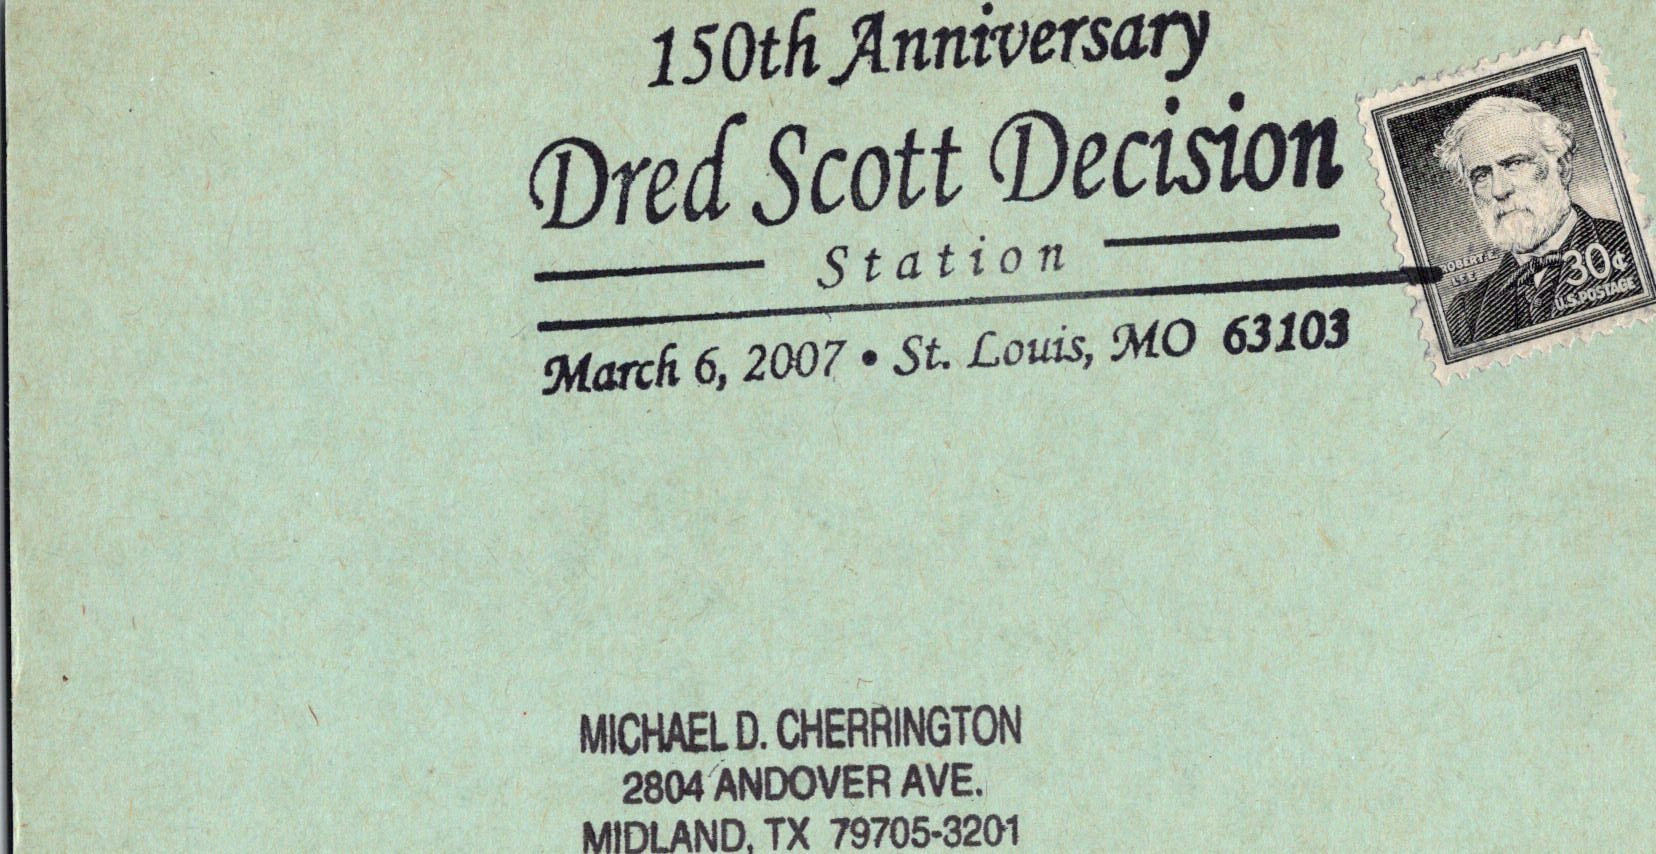 150th Anniversary
Dred Scott Decision
Station
March 6, 2007 • St. Louis, MO 63103
ROBERT E.
LEE
30¢
U.S. POSTAGE
MICHAEL D. CHERRINGTON
2804 ANDOVER AVE.
MIDLAND, TX 79705-3201